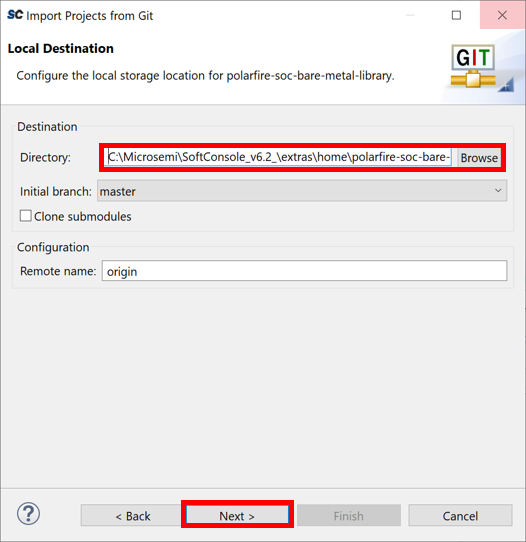 SC Import Projects from Git
Local Destination
Configure the local storage location for polarfire-soc-bare-metal-library.
GIT
Destination
Directory: C:\Microsemi\SoftConsole_v6.2_\extras\home\polarfire-soc-bare- Browse
Initial branch: master
Clone submodules
Configuration
Remote name: origin
?
< Back Next > Finish Cancel